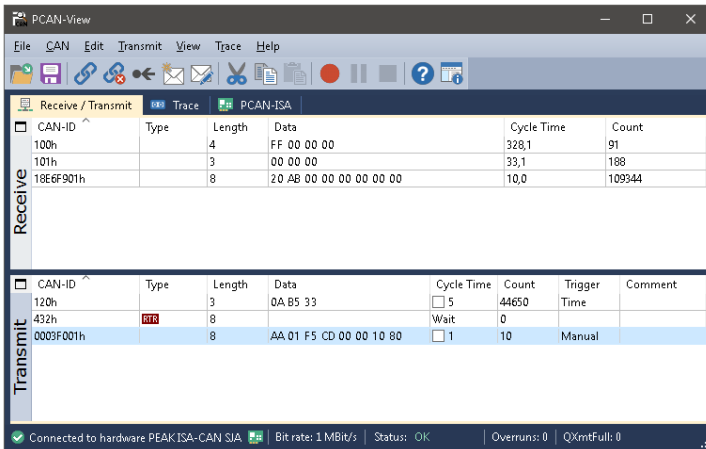 PCAN-View
File CAN Edit Transmit View Trace Help
Receive / Transmit Trace PCAN-ISA
CAN-ID Type Length Data Cycle Time Count
100h 4 FF 00 00 00 328,1 91
101h 3 00 00 00 33,1 188
18E6F901h 8 20 AB 00 00 00 00 00 00 10,0 109344
Receive
CAN-ID Type Length Data Cycle Time Count Trigger Comment
120h 3 0A B5 33 5 44650 Time
432h RTR 8 Wait 0
0003F001h 8 AA 01 F5 CD 00 00 10 80 1 10 Manual
Transmit
Connected to hardware PEAK ISA-CAN SJA Bit rate: 1 MBit/s Status: OK Overruns: 0 QXmtFull: 0